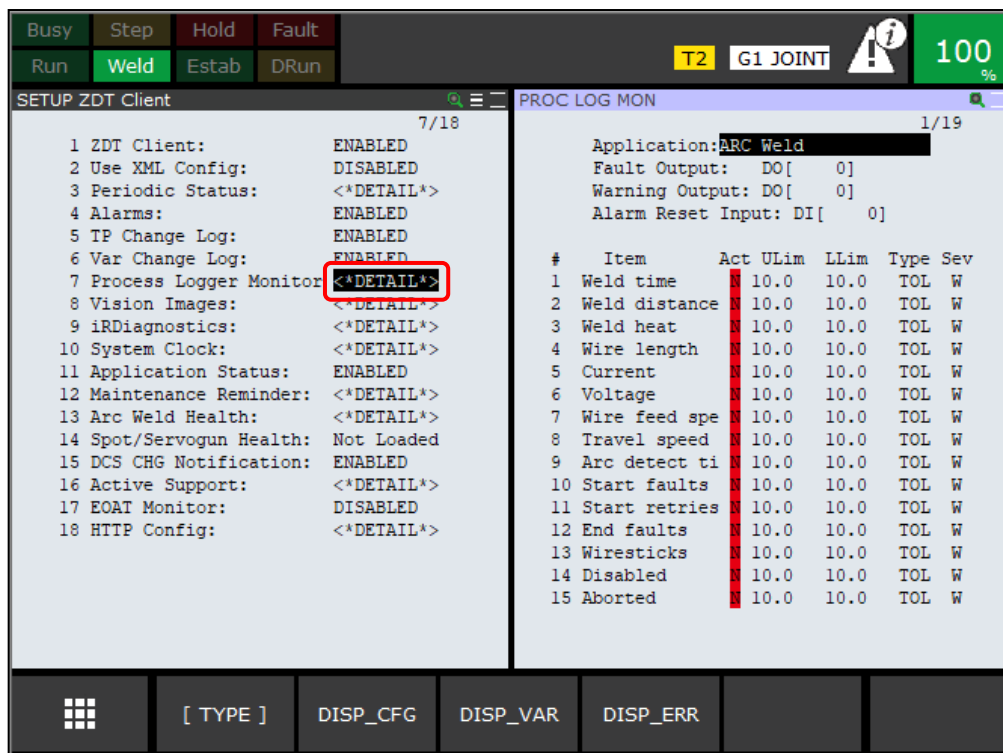 Busy Step Hold Fault
Run Weld Estab DRun
T2 G1 JOINT 100 %
SETUP ZDT Client
7/18
1 ZDT Client: ENABLED
2 Use XML Config: DISABLED
3 Periodic Status: <*DETAIL*>
4 Alarms: ENABLED
5 TP Change Log: ENABLED
6 Var Change Log: ENABLED
7 Process Logger Monitor <*DETAIL*>
8 Vision Images: <*DETAIL*>
9 iRDiagnostics: <*DETAIL*>
10 System Clock: <*DETAIL*>
11 Application Status: ENABLED
12 Maintenance Reminder: <*DETAIL*>
13 Arc Weld Health: <*DETAIL*>
14 Spot/Servogun Health: Not Loaded
15 DCS CHG Notification: ENABLED
16 Active Support: <*DETAIL*>
17 EOAT Monitor: DISABLED
18 HTTP Config: <*DETAIL*>
PROC LOG MON
1/19
Application:ARC Weld
Fault Output: DO[ 0]
Warning Output: DO[ 0]
Alarm Reset Input: DI[ 0]
# Item Act ULim LLim Type Sev
1 Weld time N 10.0 10.0 TOL W
2 Weld distance N 10.0 10.0 TOL W
3 Weld heat N 10.0 10.0 TOL W
4 Wire length N 10.0 10.0 TOL W
5 Current N 10.0 10.0 TOL W
6 Voltage N 10.0 10.0 TOL W
7 Wire feed spe N 10.0 10.0 TOL W
8 Travel speed N 10.0 10.0 TOL W
9 Arc detect ti N 10.0 10.0 TOL W
10 Start faults N 10.0 10.0 TOL W
11 Start retries N 10.0 10.0 TOL W
12 End faults N 10.0 10.0 TOL W
13 Wiresticks N 10.0 10.0 TOL W
14 Disabled N 10.0 10.0 TOL W
15 Aborted N 10.0 10.0 TOL W
[ TYPE ] DISP_CFG DISP_VAR DISP_ERR